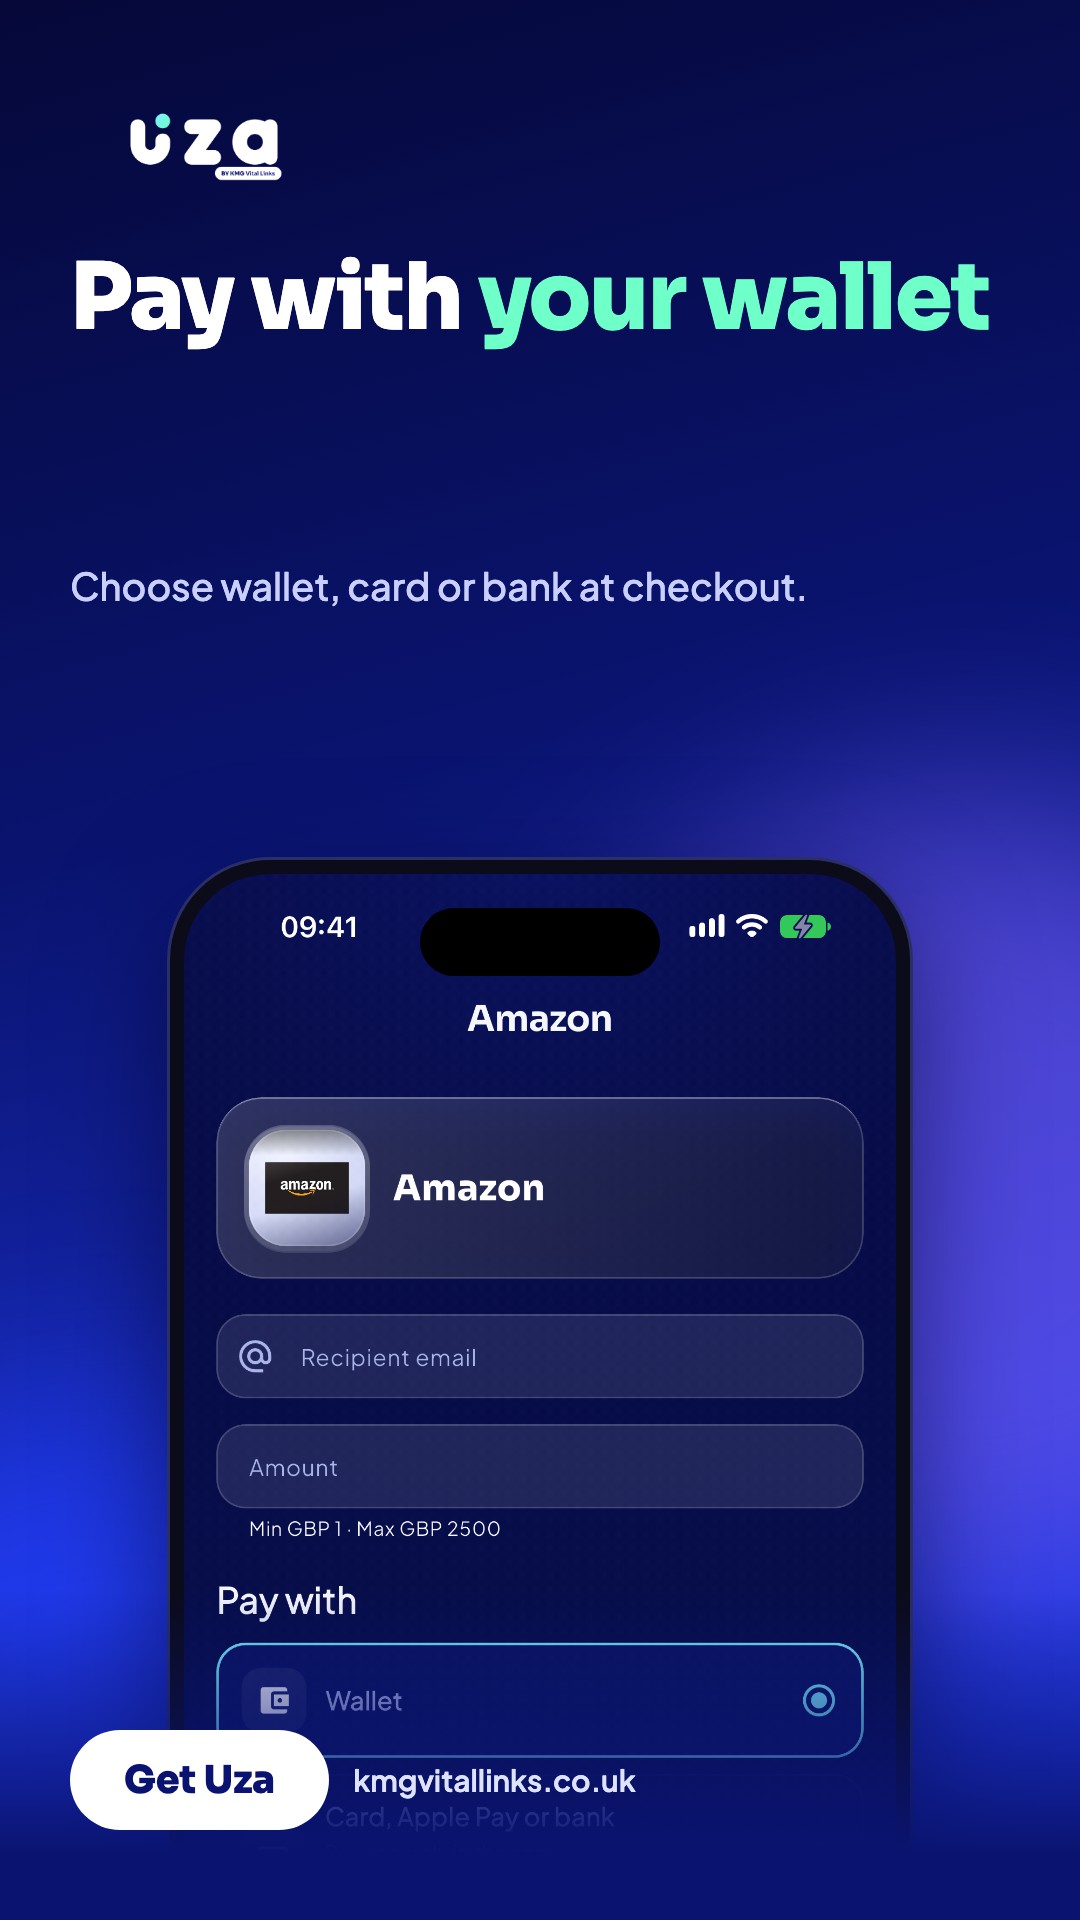 uza
BY KMG Vital Links
Pay with your wallet
Choose wallet, card or bank at checkout.
09:41
Amazon
amazon
Amazon
Recipient email
Amount
Min GBP 1 · Max GBP 2500
Pay with
Wallet
Get Uza
kmgvitallinks.co.uk
Card, Apple Pay or bank